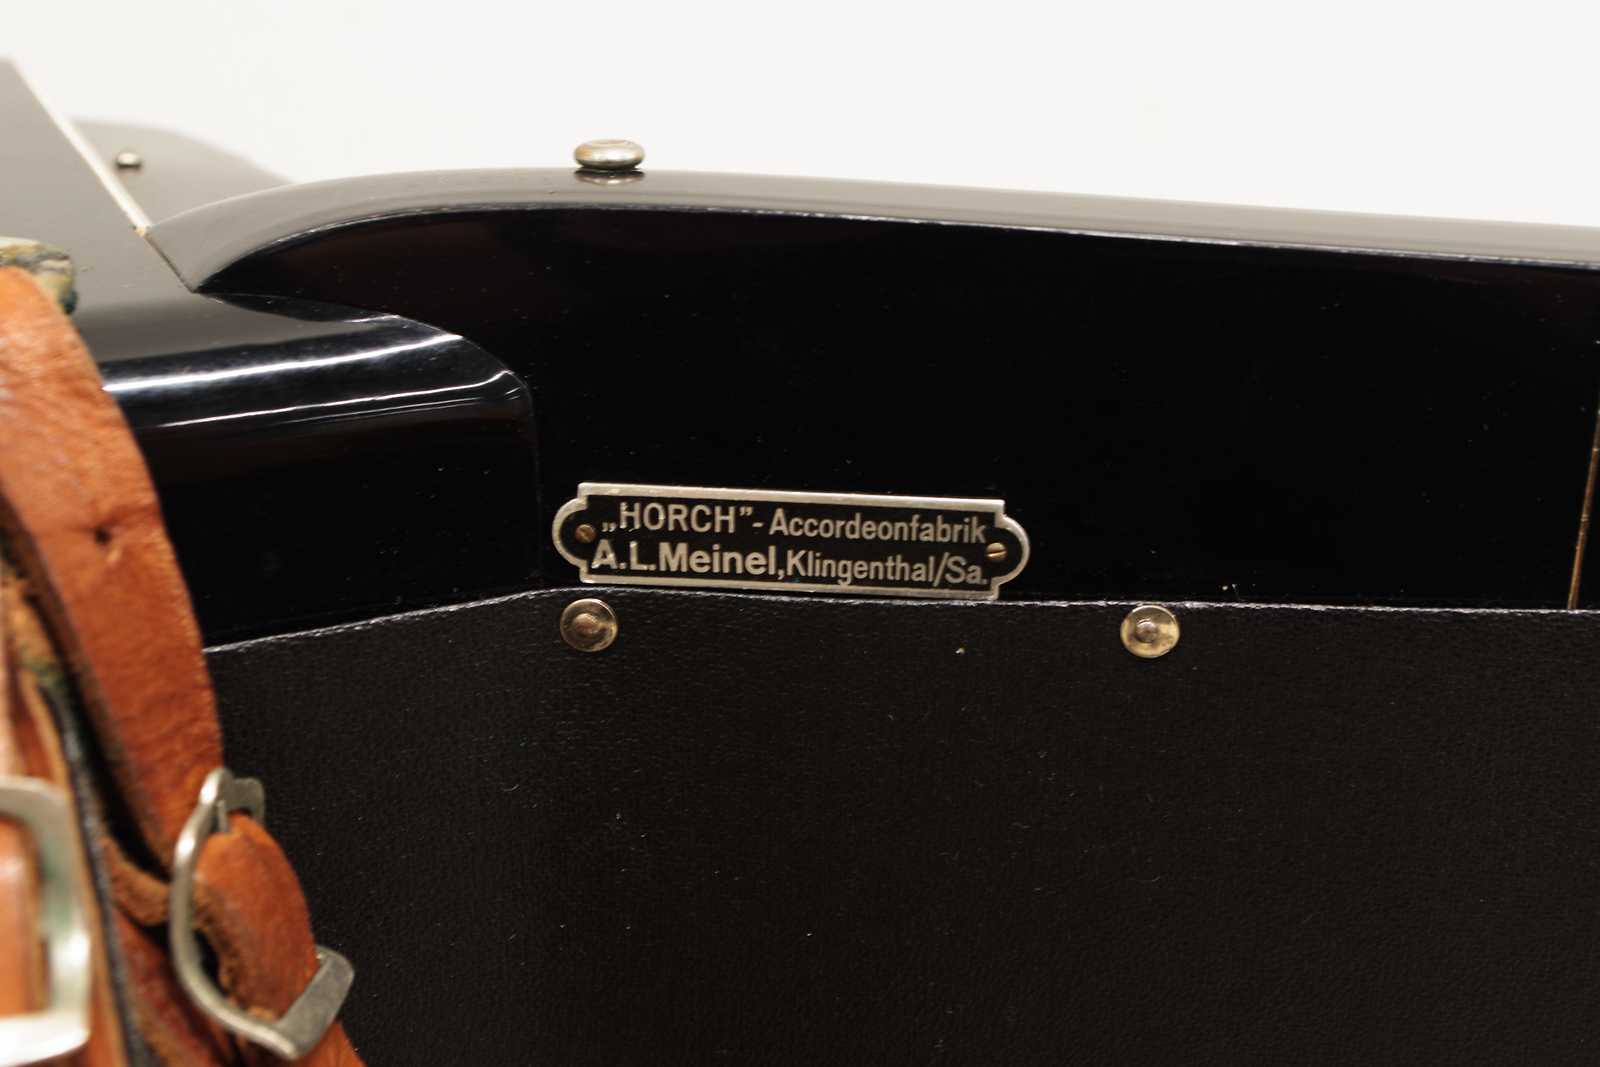 „HORCH”-Accordeonfabrik
A.L.Meinel,Klingenthal/Sa.